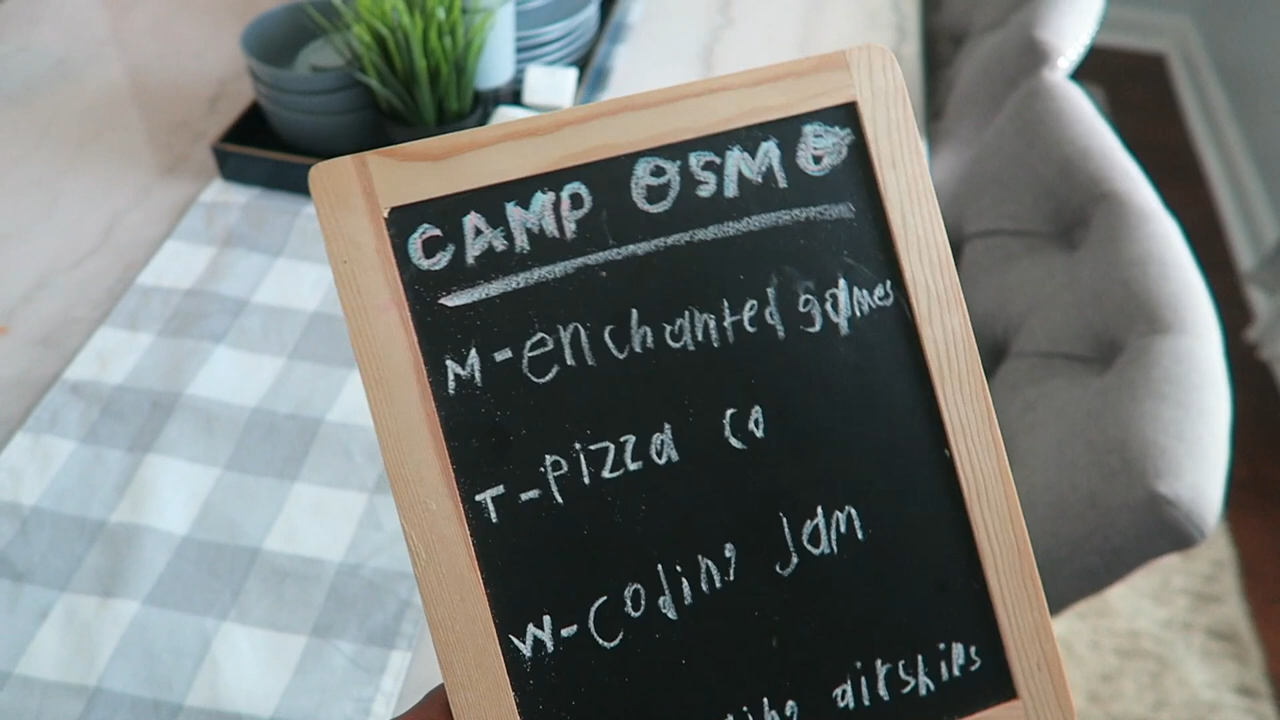 CAMP OSMO
M-enchanted games
T-Pizza co
W-Coding Jam
airships